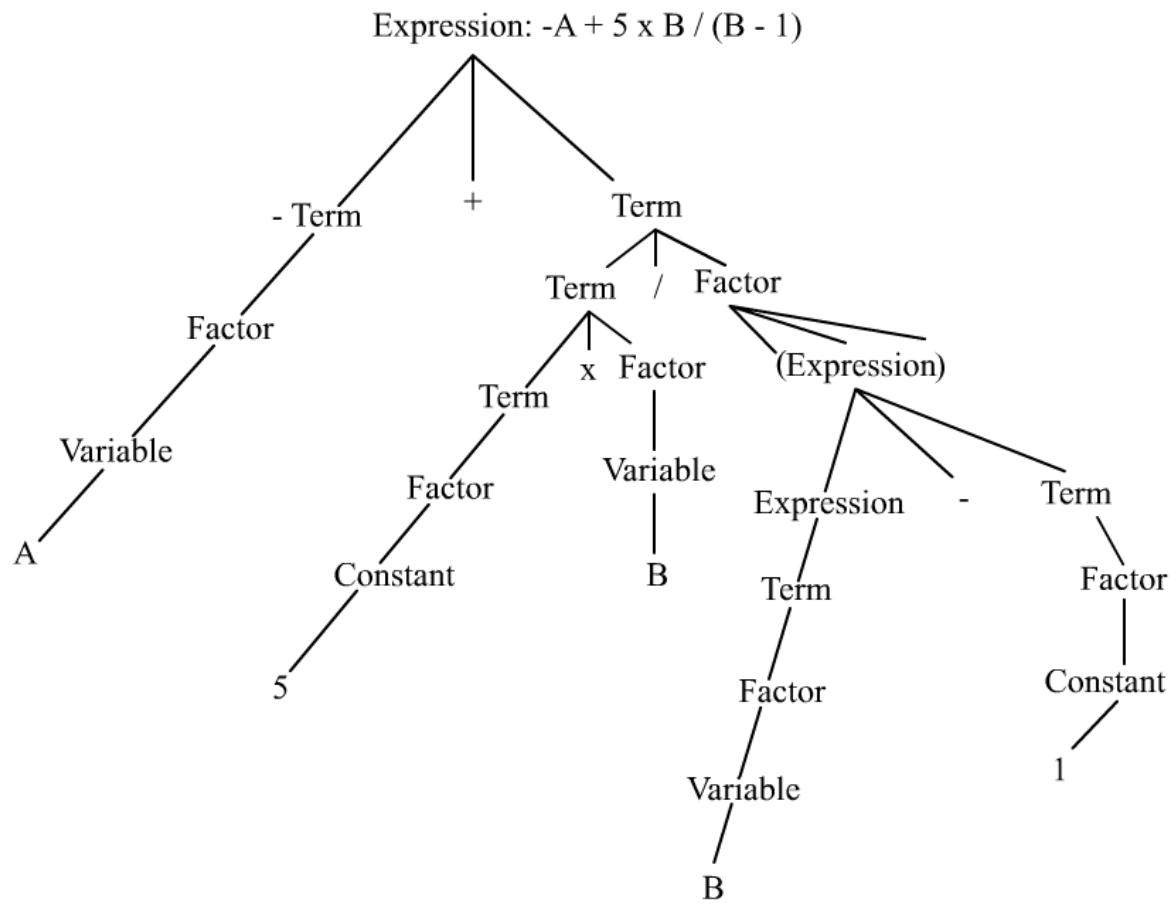 Expression: -A + 5 x B / (B - 1)
- Term
+
Term
Term
/
Factor
Factor
x
Factor
(Expression)
Term
Variable
Factor
Variable
Expression
-
Term
A
Constant
B
Term
Factor
5
Factor
Constant
Variable
1
B